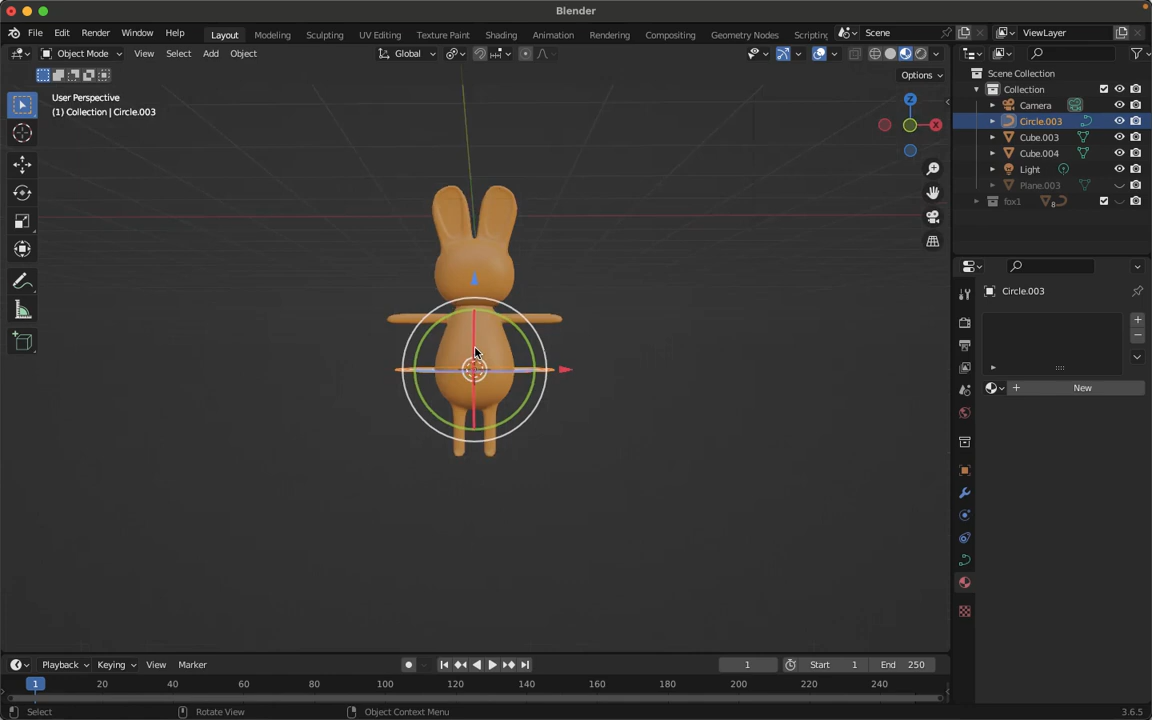 Blender
File Edit Render Window Help Layout Modeling Sculpting UV Editing Texture Paint Shading Animation Rendering Compositing Geometry Nodes Scripting Scene ViewLayer
Object Mode View Select Add Object Global
Options
User Perspective
(1) Collection | Circle.003
Z
X
Scene Collection
Collection
Camera
Circle.003
Cube.003
Cube.004
Light
Plane.003
fox1 8
Circle.003
New
Playback Keying View Marker 1 Start 1 End 250
1 20 40 60 80 100 120 140 160 180 200 220 240
Select Rotate View Object Context Menu 3.6.5